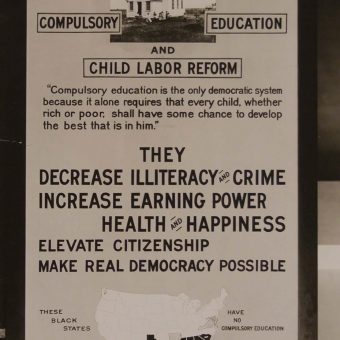 COMPULSORY EDUCATION
AND
CHILD LABOR REFORM
"Compulsory education is the only democratic system
because it alone requires that every child, whether
rich or poor, shall have some chance to develop
the best that is in him."
THEY
DECREASE ILLITERACY AND CRIME
INCREASE EARNING POWER
HEALTH AND HAPPINESS
ELEVATE CITIZENSHIP
MAKE REAL DEMOCRACY POSSIBLE
THESE
BLACK
STATES
HAVE
NO
COMPULSORY EDUCATION